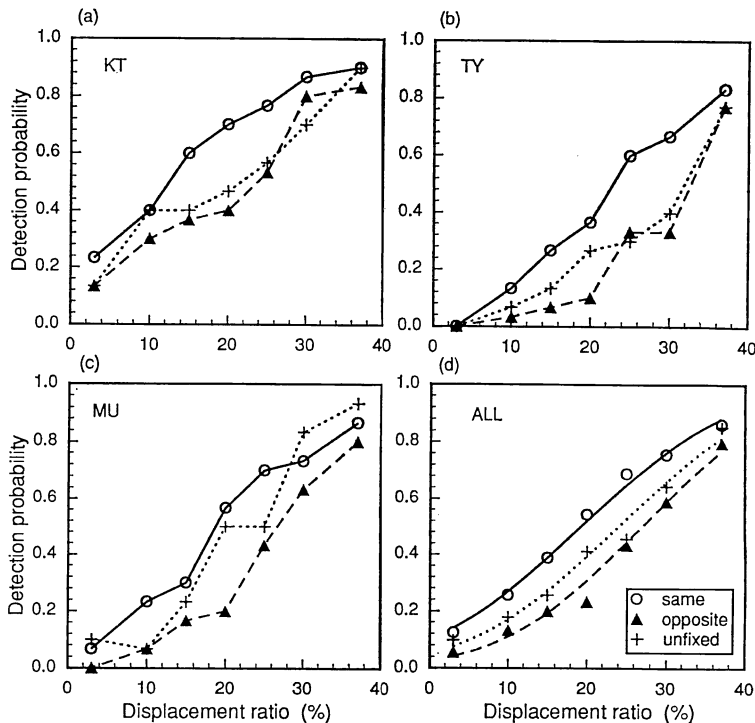 (a)
(b)
KT
TY
Detection probability
Detection probability
1.0
0.8
0.6
0.4
0.2
0.0
0 10 20 30 40
1.0
0.8
0.6
0.4
0.2
0.0
0 10 20 30 40
(c)
(d)
MU
ALL
Detection probability
Detection probability
1.0
0.8
0.6
0.4
0.2
0.0
0 10 20 30 40
Displacement ratio (%)
1.0
0.8
0.6
0.4
0.2
0.0
same
opposite
unfixed
0 10 20 30 40
Displacement ratio (%)